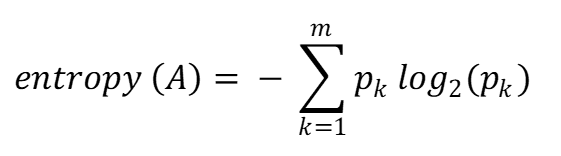 entropy (A) = − ∑_{k=1}^{m} p_k log_2(p_k)